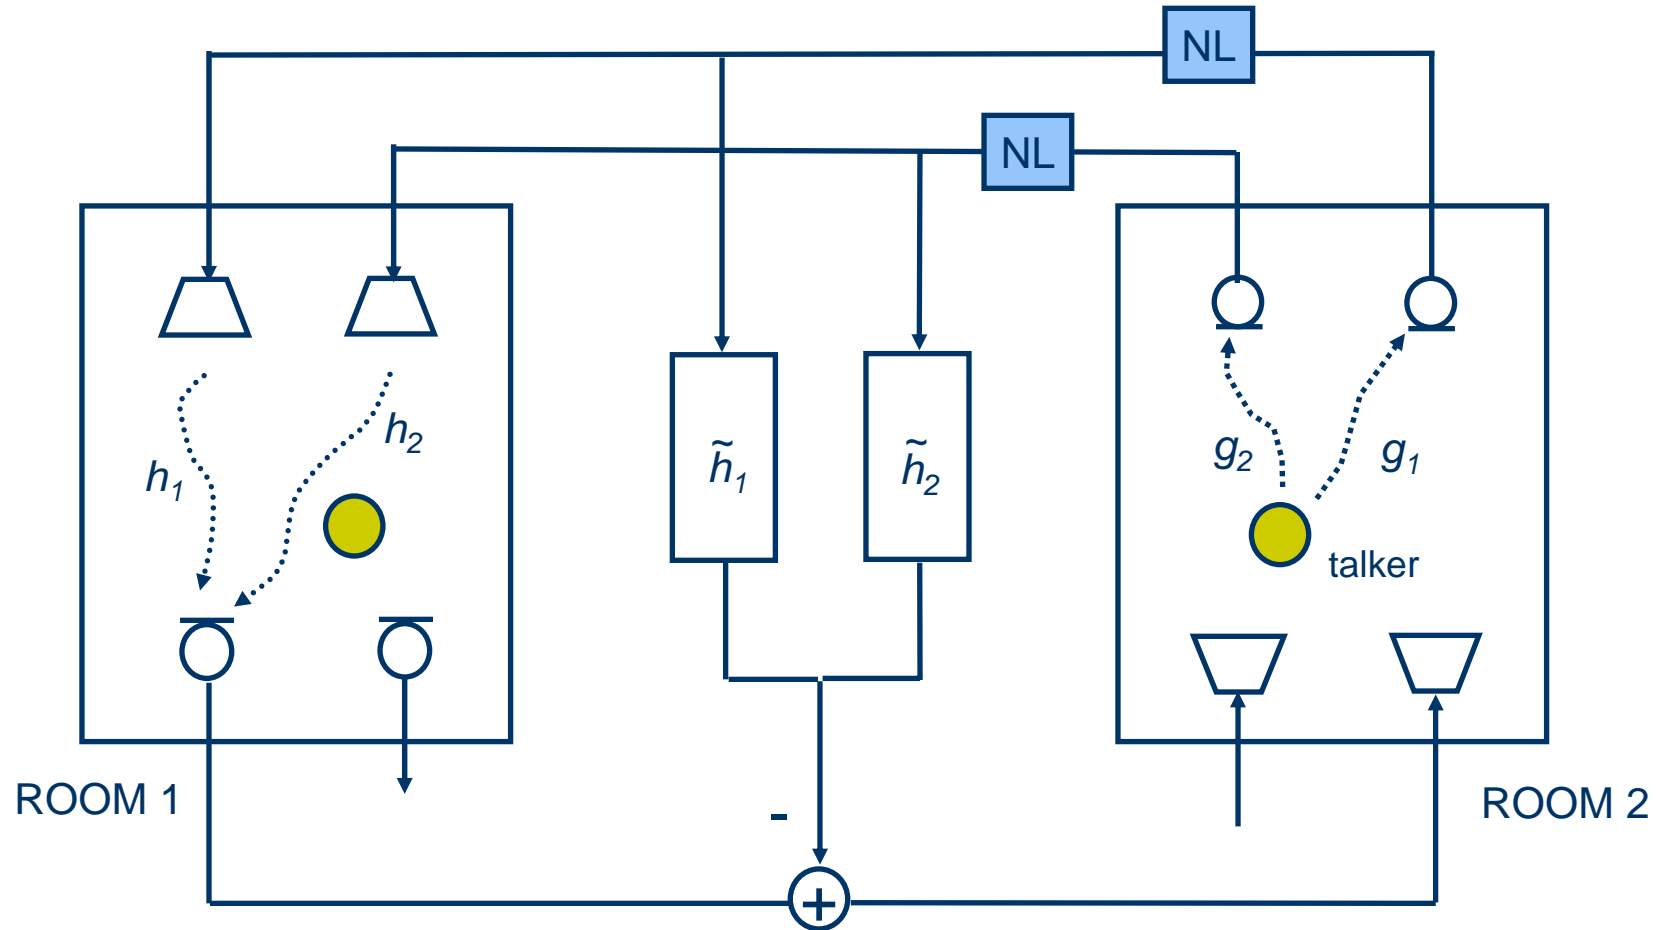 NL
NL
h₂
h₁
h̃₁
h̃₂
g₂
g₁
talker
ROOM 1
ROOM 2
-
+